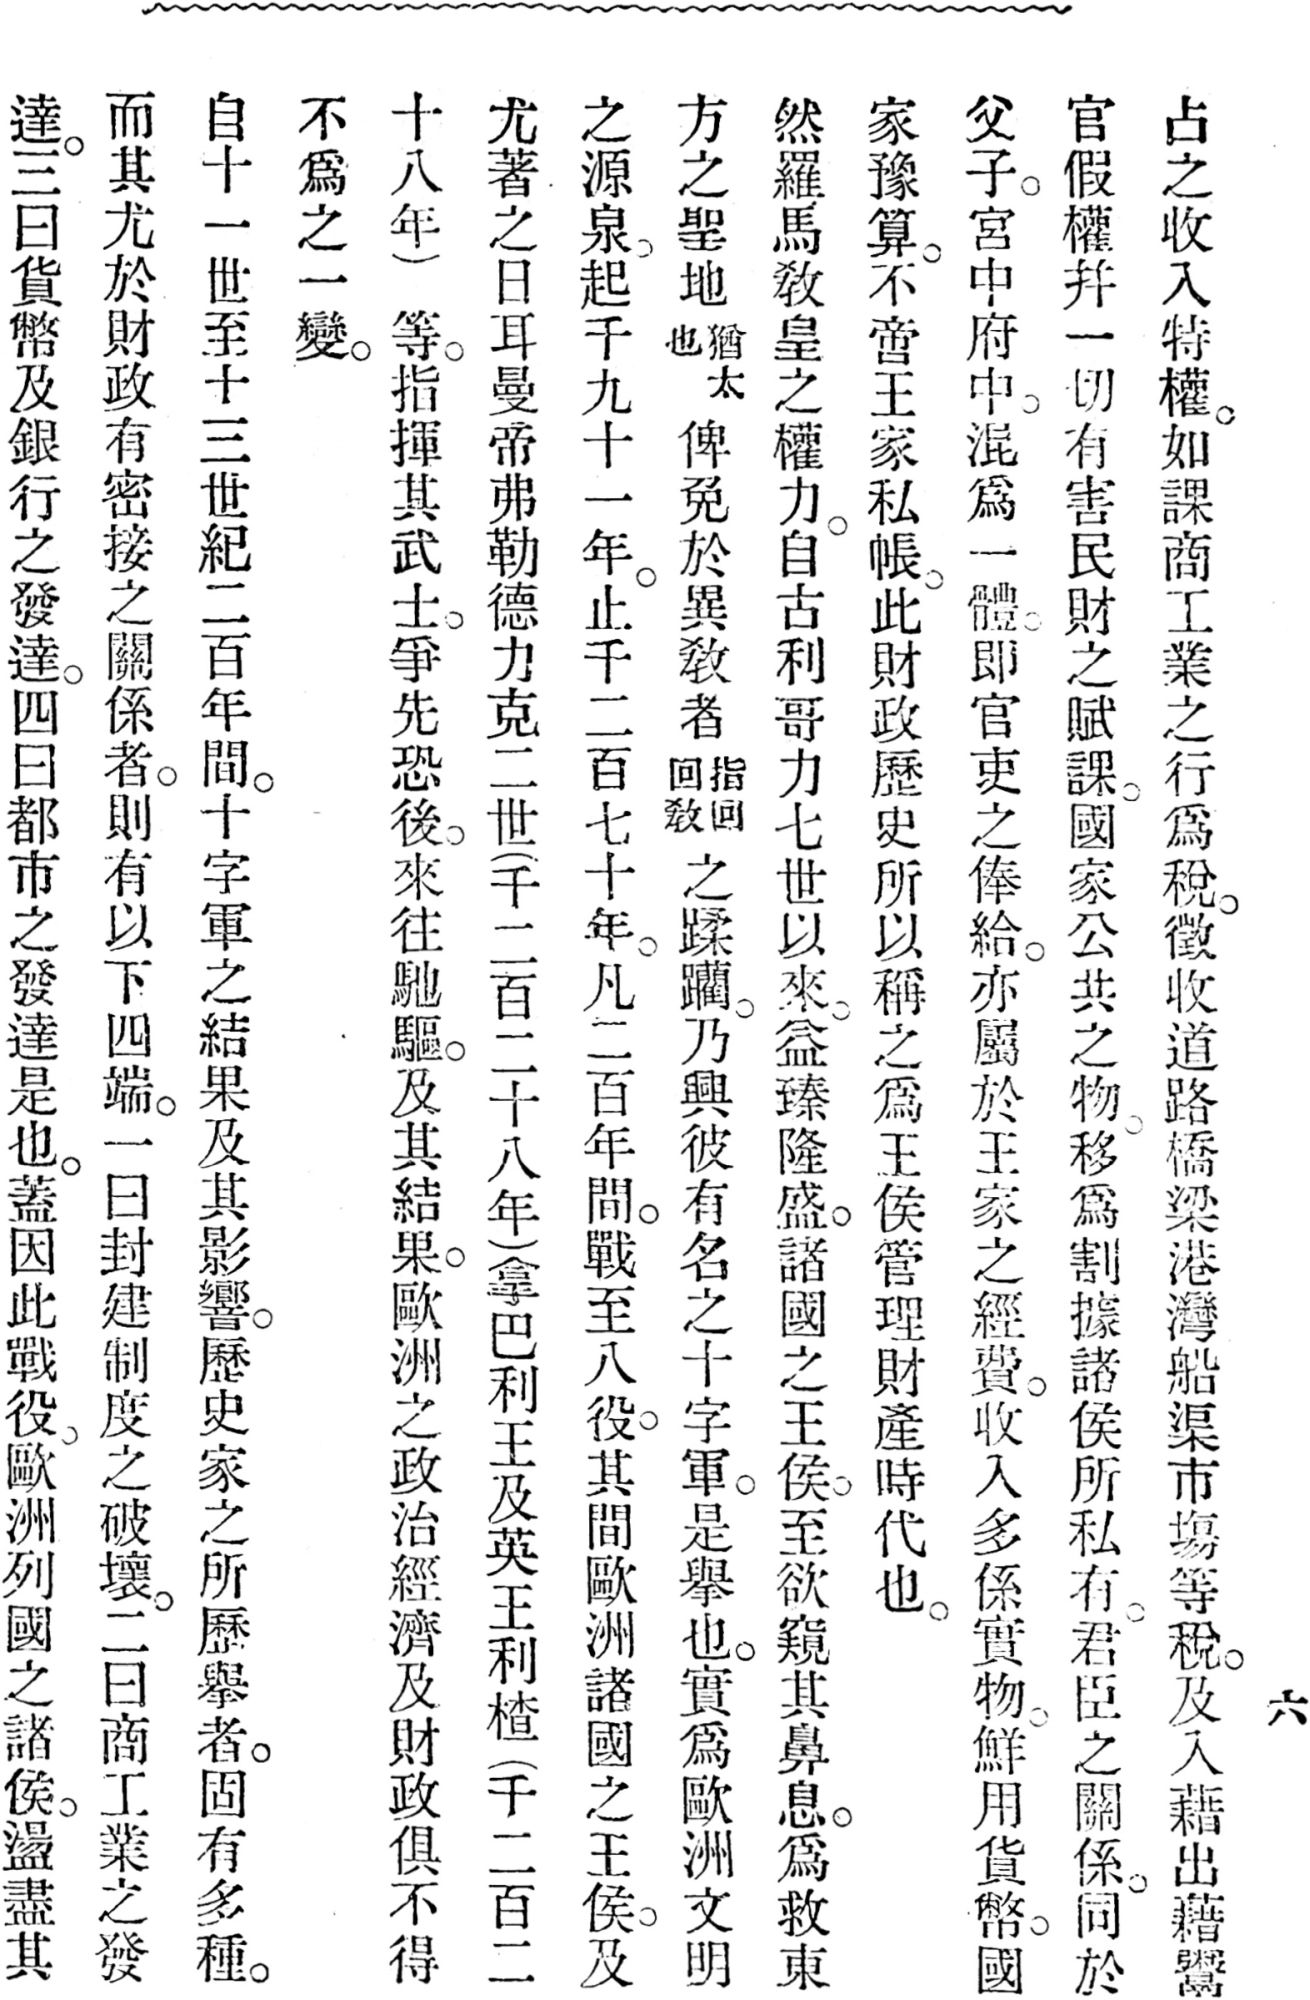 六
占之收入特權。如課商工業之行爲稅。徵收道路橋梁港灣船渠市塲等稅。及入藉出藉鬻
官假權幷一切有害民財之賦課。國家公共之物。移爲割據諸侯所私有。君臣之關係。同於
父子。宮中府中。混爲一體。卽官吏之俸給。亦屬於王家之經費。收入多係實物。鮮用貨幣。國
家豫算。不啻王家私帳。此財政歷史所以稱之爲王侯管理財產時代也。
然羅馬敎皇之權力。自古利哥力七世以來。益臻隆盛。諸國之王侯。至欲窺其鼻息。爲救東
方之聖地猶太也俾免於異敎者指回回敎之蹂躪。乃興彼有名之十字軍。是擧也。實爲歐洲文明
之源泉。起千九十一年。止千二百七十年。凡二百年間。戰至八役。其間歐洲諸國之王侯。及
尤著之日耳曼帝弗勒德力克二世(千二百二十八年)拿巴利王及英王利楂(千二百二
十八年)等。指揮其武士。爭先恐後。來往馳驅。及其結果。歐洲之政治經濟及財政俱不得
不爲之一變。
自十一世至十三世紀二百年間。十字軍之結果及其影響。歷史家之所歷擧者。固有多種。
而其尤於財政有密接之關係者。則有以下四端。一曰封建制度之破壞。二曰商工業之發
達。三曰貨幣及銀行之發達。四曰都市之發達是也。蓋因此戰役。歐洲列國之諸侯。盪盡其